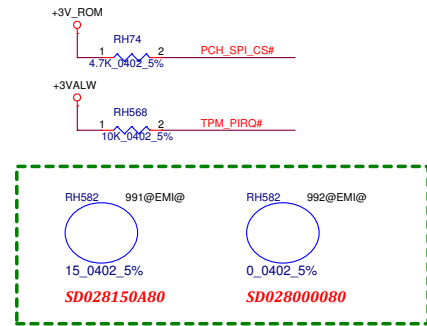 +3V_ROM
RH74
1 2 PCH_SPI_CS#
4.7K_0402_5%
+3VALW
RH568
1 2 TPM_PIRQ#
10K_0402_5%
RH582 991@EMI@ RH582 992@EMI@
15_0402_5% 0_0402_5%
SD028150A80 SD028000080